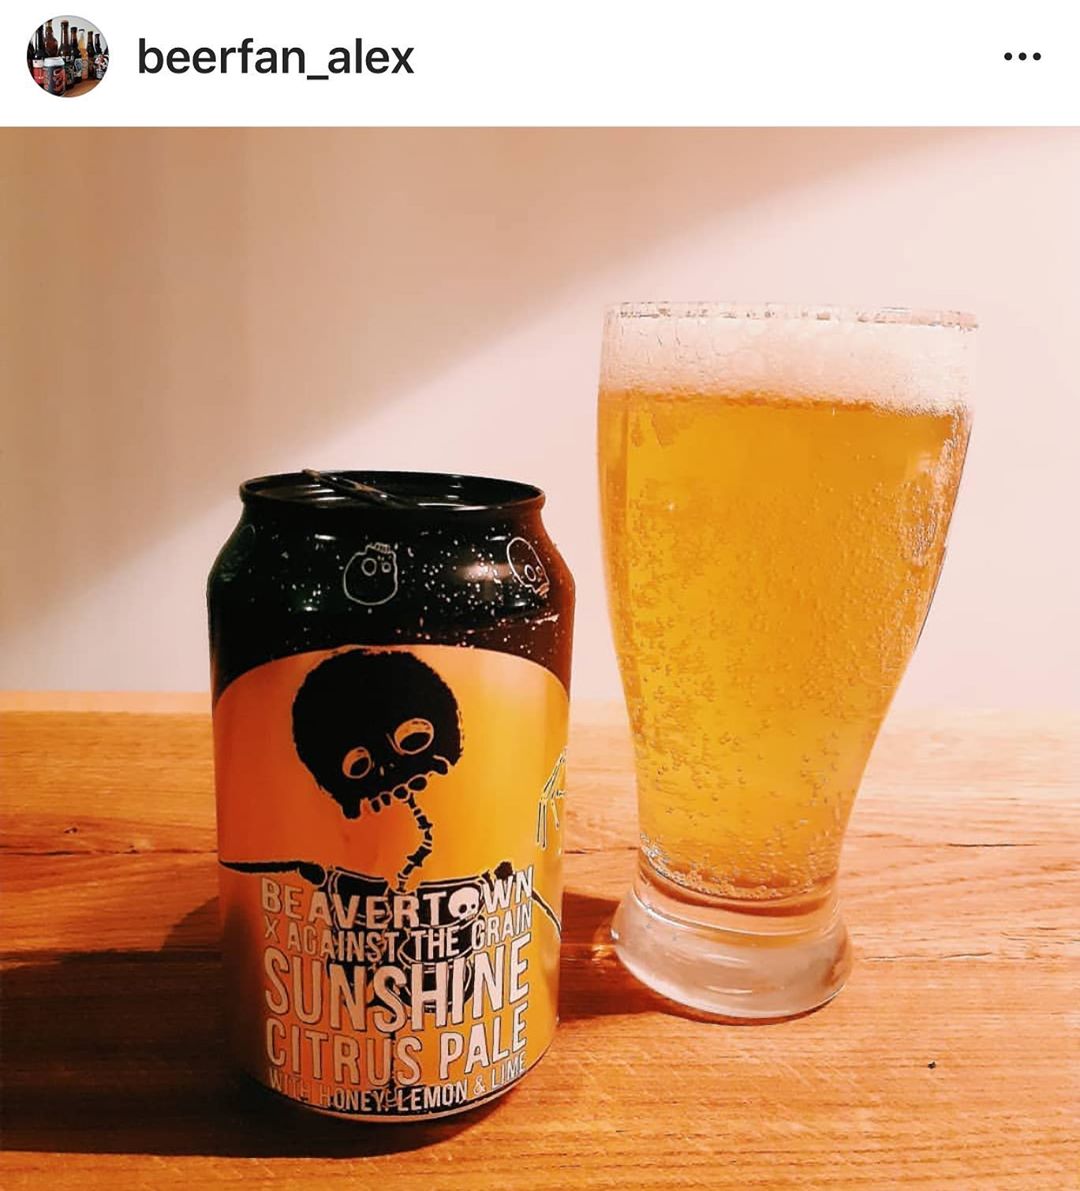 beerfan_alex
BEAVERTOWN
X AGAINST THE GRAIN
SUNSHINE
CITRUS PALE
WITH HONEY, LEMON & LIME